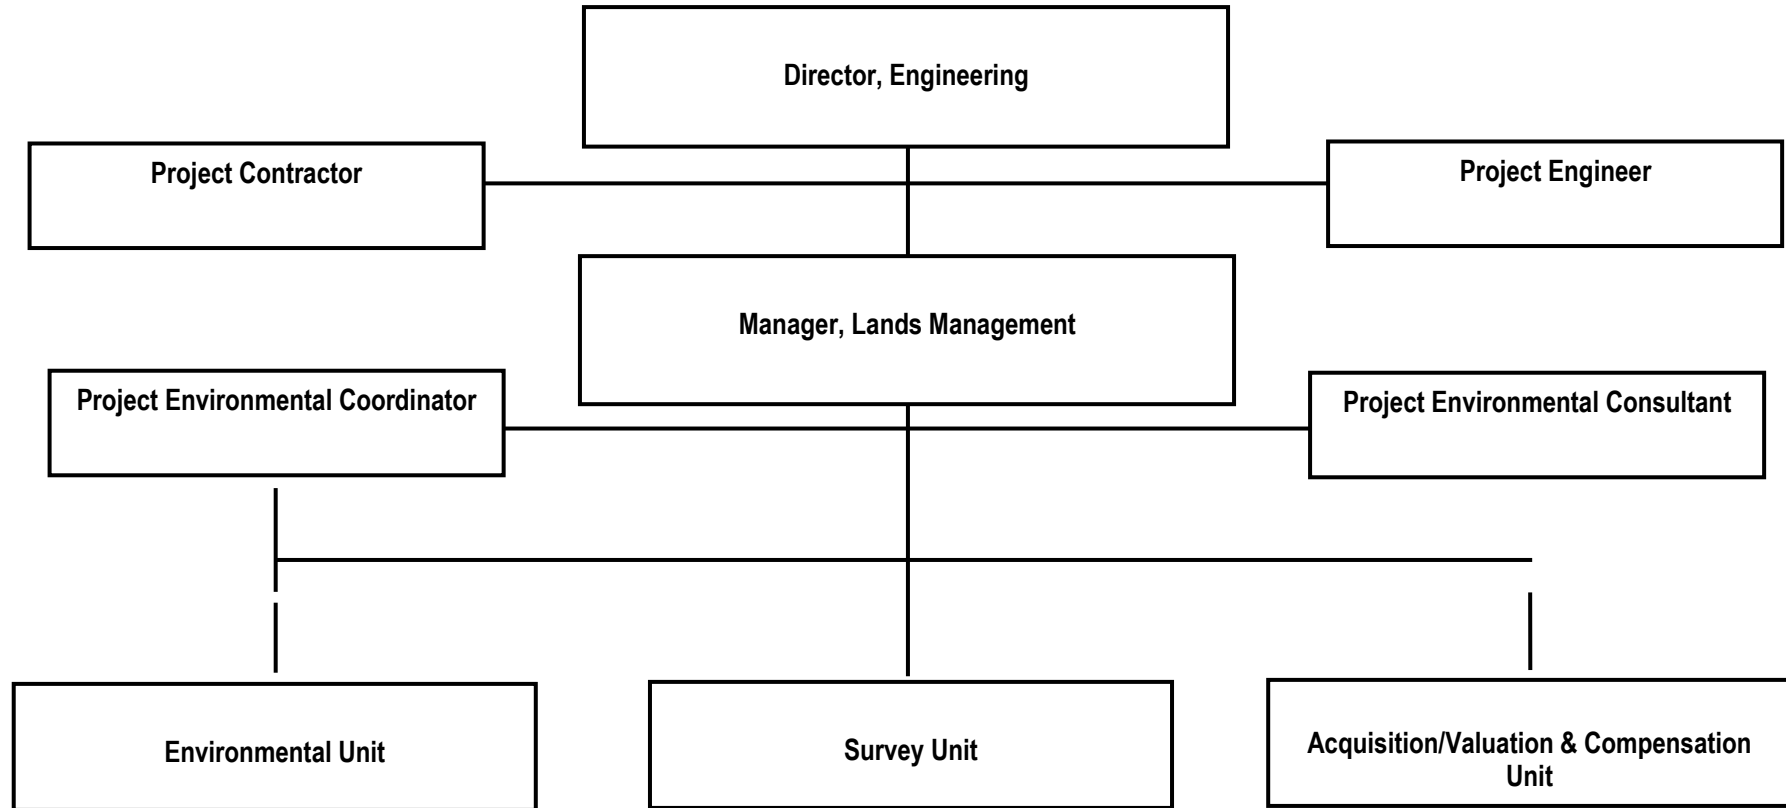 Director, Engineering
Project Contractor
Project Engineer
Manager, Lands Management
Project Environmental Coordinator
Project Environmental Consultant
Environmental Unit
Survey Unit
Acquisition/Valuation & Compensation
Unit